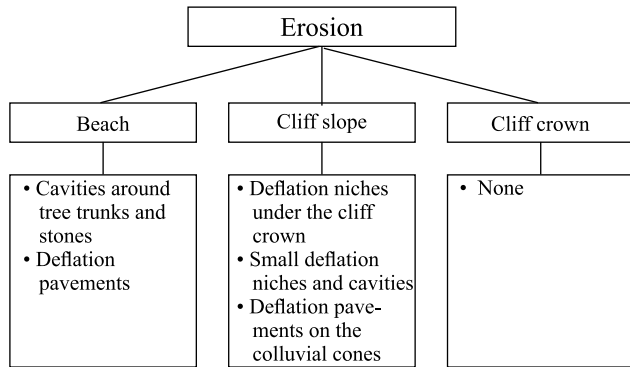 Erosion
Beach
Cliff slope
Cliff crown
• Cavities around
tree trunks and
stones
• Deflation
pavements
• Deflation niches
under the cliff
crown
• Small deflation
niches and cavities
• Deflation pave-
ments on the
colluvial cones
• None